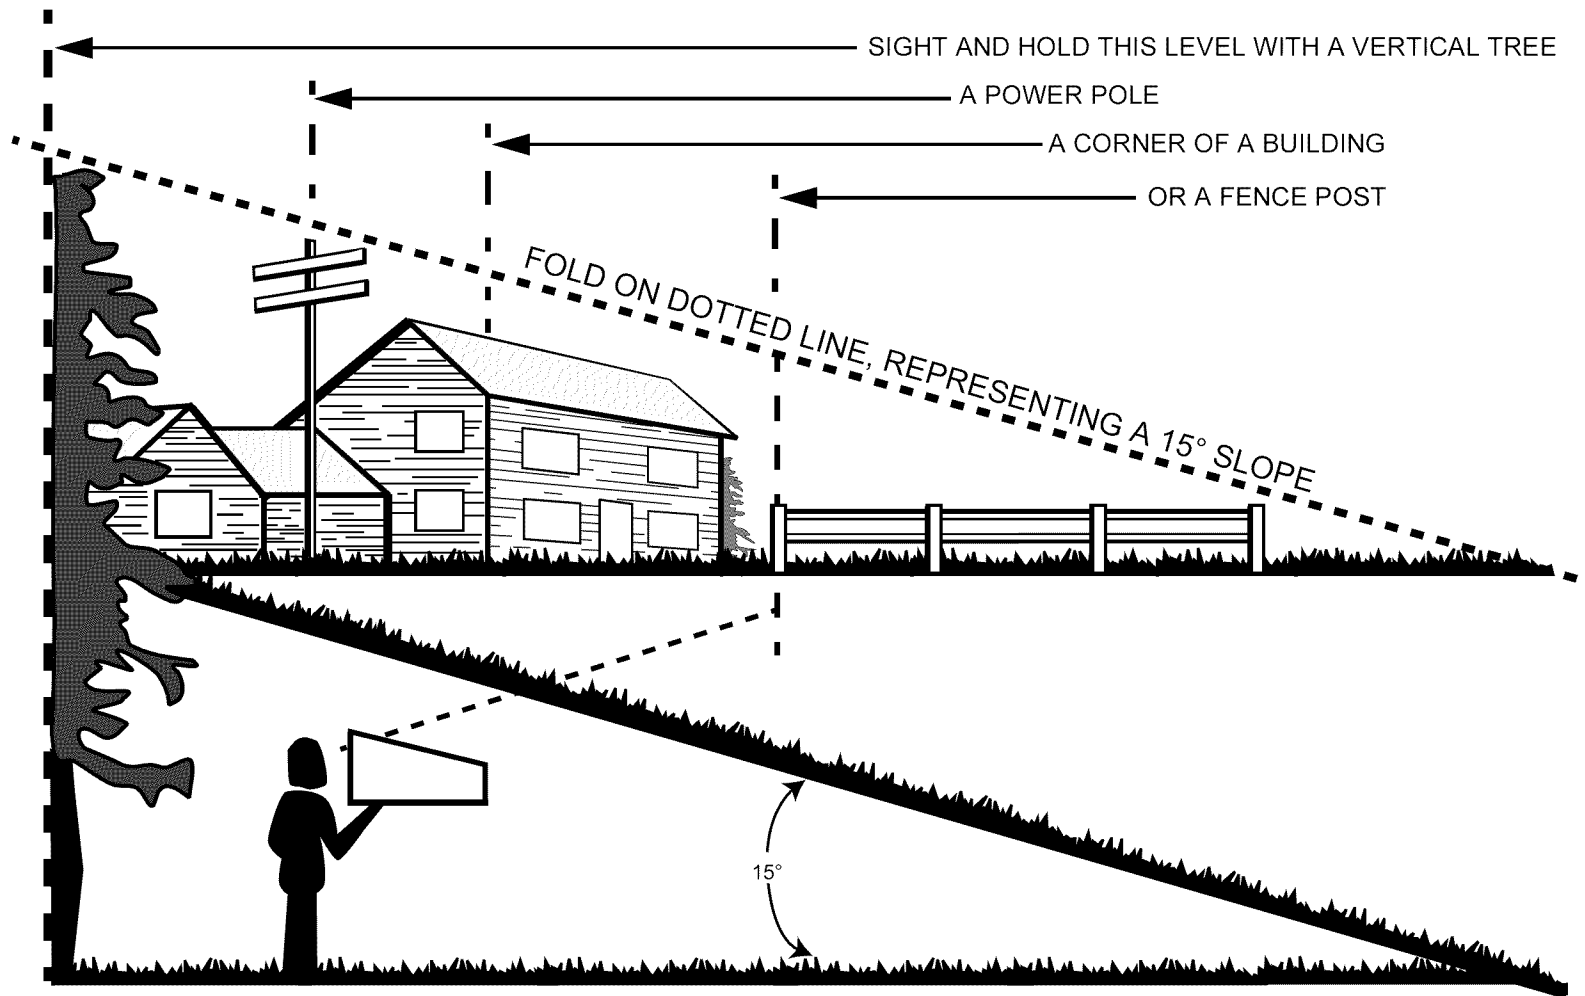 SIGHT AND HOLD THIS LEVEL WITH A VERTICAL TREE
A POWER POLE
A CORNER OF A BUILDING
OR A FENCE POST
FOLD ON DOTTED LINE, REPRESENTING A 15° SLOPE
15°